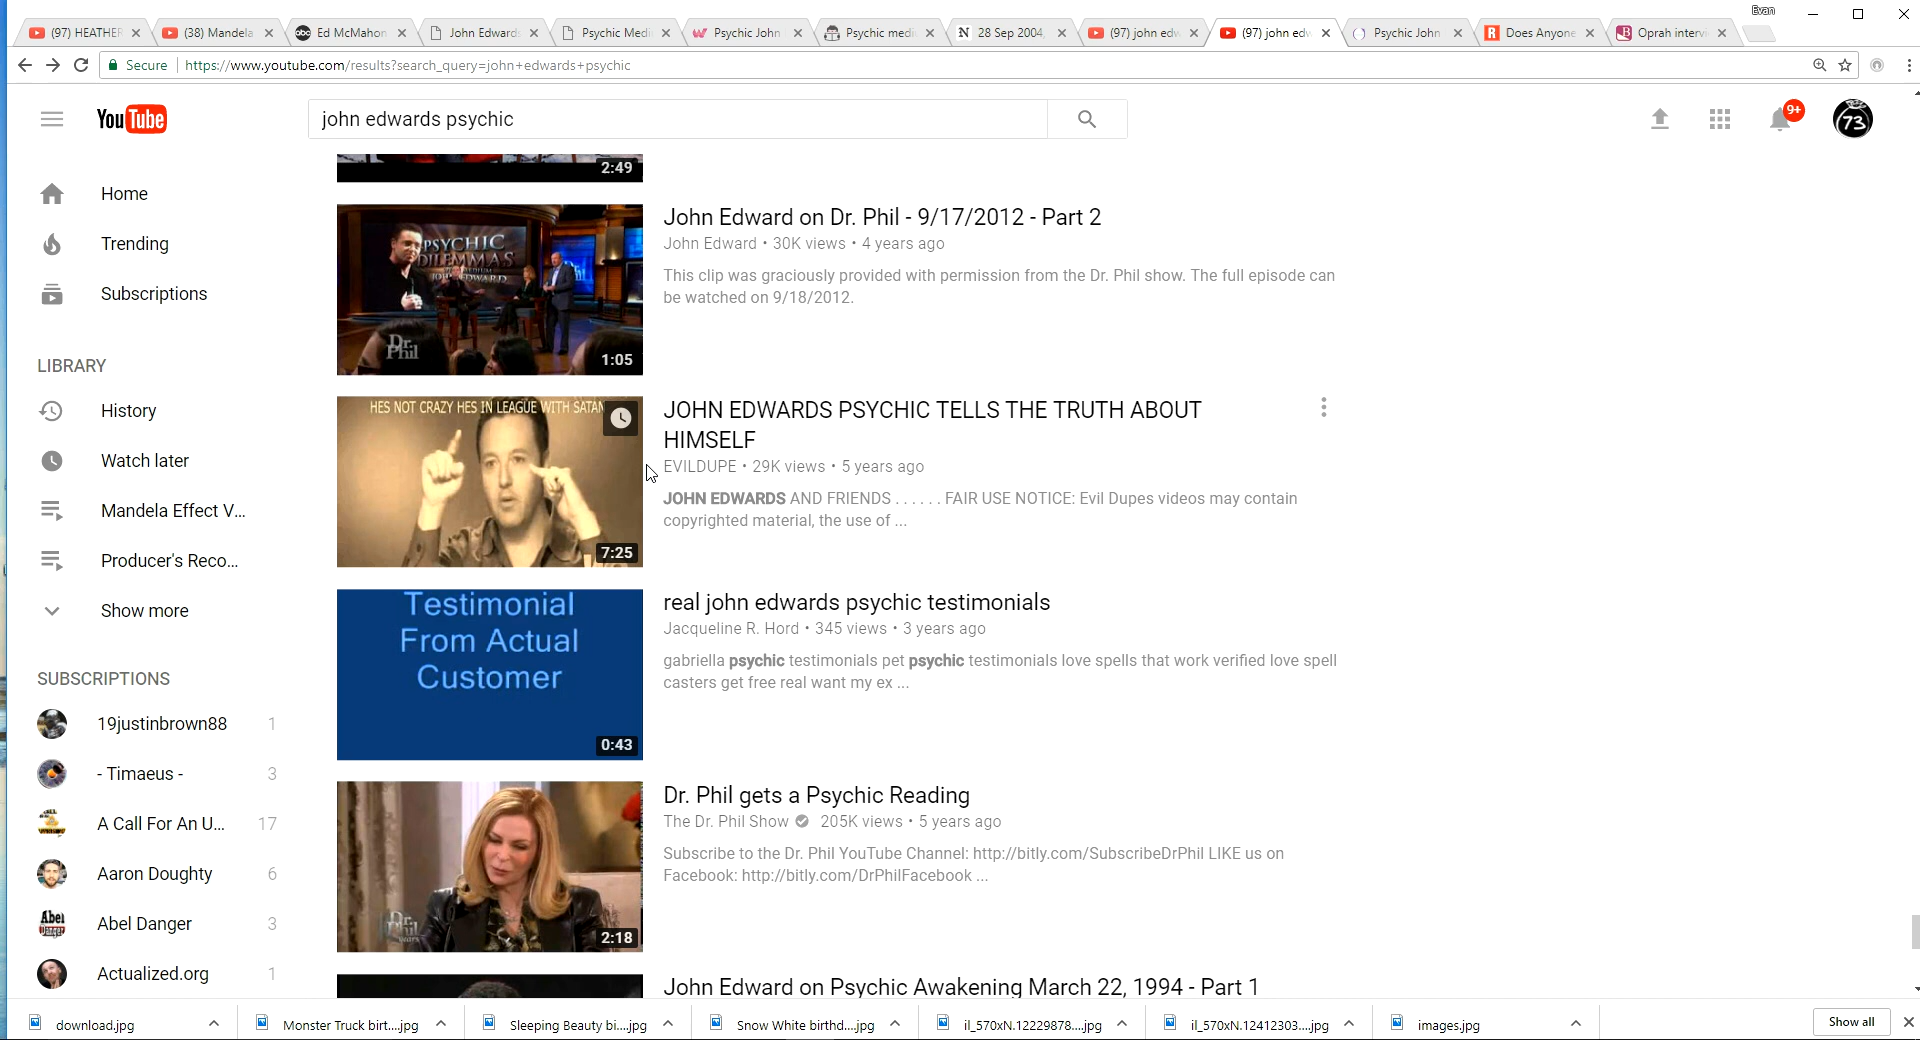 Evan
(97) HEATHER
(38) Mandela
Ed McMahon
John Edwards
Psychic Medi
Psychic John
Psychic medi
28 Sep 2004,
(97) john edw
(97) john edw
Psychic John
Does Anyone
Oprah intervi
Secure
https://www.youtube.com/results?search_query=john+edwards+psychic
YouTube
john edwards psychic
9+
73
2:49
Home
Trending
Subscriptions
LIBRARY
History
Watch later
Mandela Effect V...
Producer's Reco...
Show more
SUBSCRIPTIONS
19justinbrown88 1
- Timaeus - 3
A Call For An U... 17
Aaron Doughty 6
Abel Danger 3
Actualized.org 1
PSYCHIC
DILEMMAS
JOHN EDWARD
Dr. Phil
1:05
John Edward on Dr. Phil - 9/17/2012 - Part 2
John Edward • 30K views • 4 years ago
This clip was graciously provided with permission from the Dr. Phil show. The full episode can
be watched on 9/18/2012.
HES NOT CRAZY HES IN LEAGUE WITH SATAN
7:25
JOHN EDWARDS PSYCHIC TELLS THE TRUTH ABOUT
HIMSELF
EVILDUPE • 29K views • 5 years ago
JOHN EDWARDS AND FRIENDS . . . . . . FAIR USE NOTICE: Evil Dupes videos may contain
copyrighted material, the use of ...
Testimonial
From Actual
Customer
0:43
real john edwards psychic testimonials
Jacqueline R. Hord • 345 views • 3 years ago
gabriella psychic testimonials pet psychic testimonials love spells that work verified love spell
casters get free real want my ex ...
Dr. Phil
years
2:18
Dr. Phil gets a Psychic Reading
The Dr. Phil Show 205K views • 5 years ago
Subscribe to the Dr. Phil YouTube Channel: http://bitly.com/SubscribeDrPhil LIKE us on
Facebook: http://bitly.com/DrPhilFacebook ...
John Edward on Psychic Awakening March 22, 1994 - Part 1
download.jpg
Monster Truck birt....jpg
Sleeping Beauty bi....jpg
Snow White birthd....jpg
il_570xN.12229878....jpg
il_570xN.12412303....jpg
images.jpg
Show all